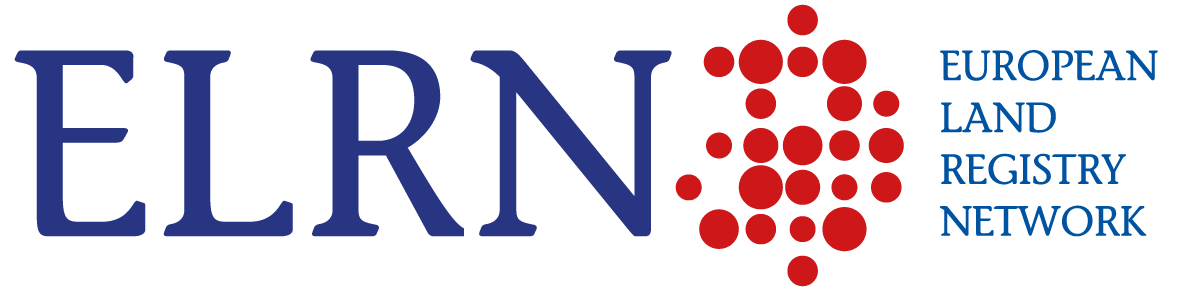 ELRN
EUROPEAN
LAND
REGISTRY
NETWORK